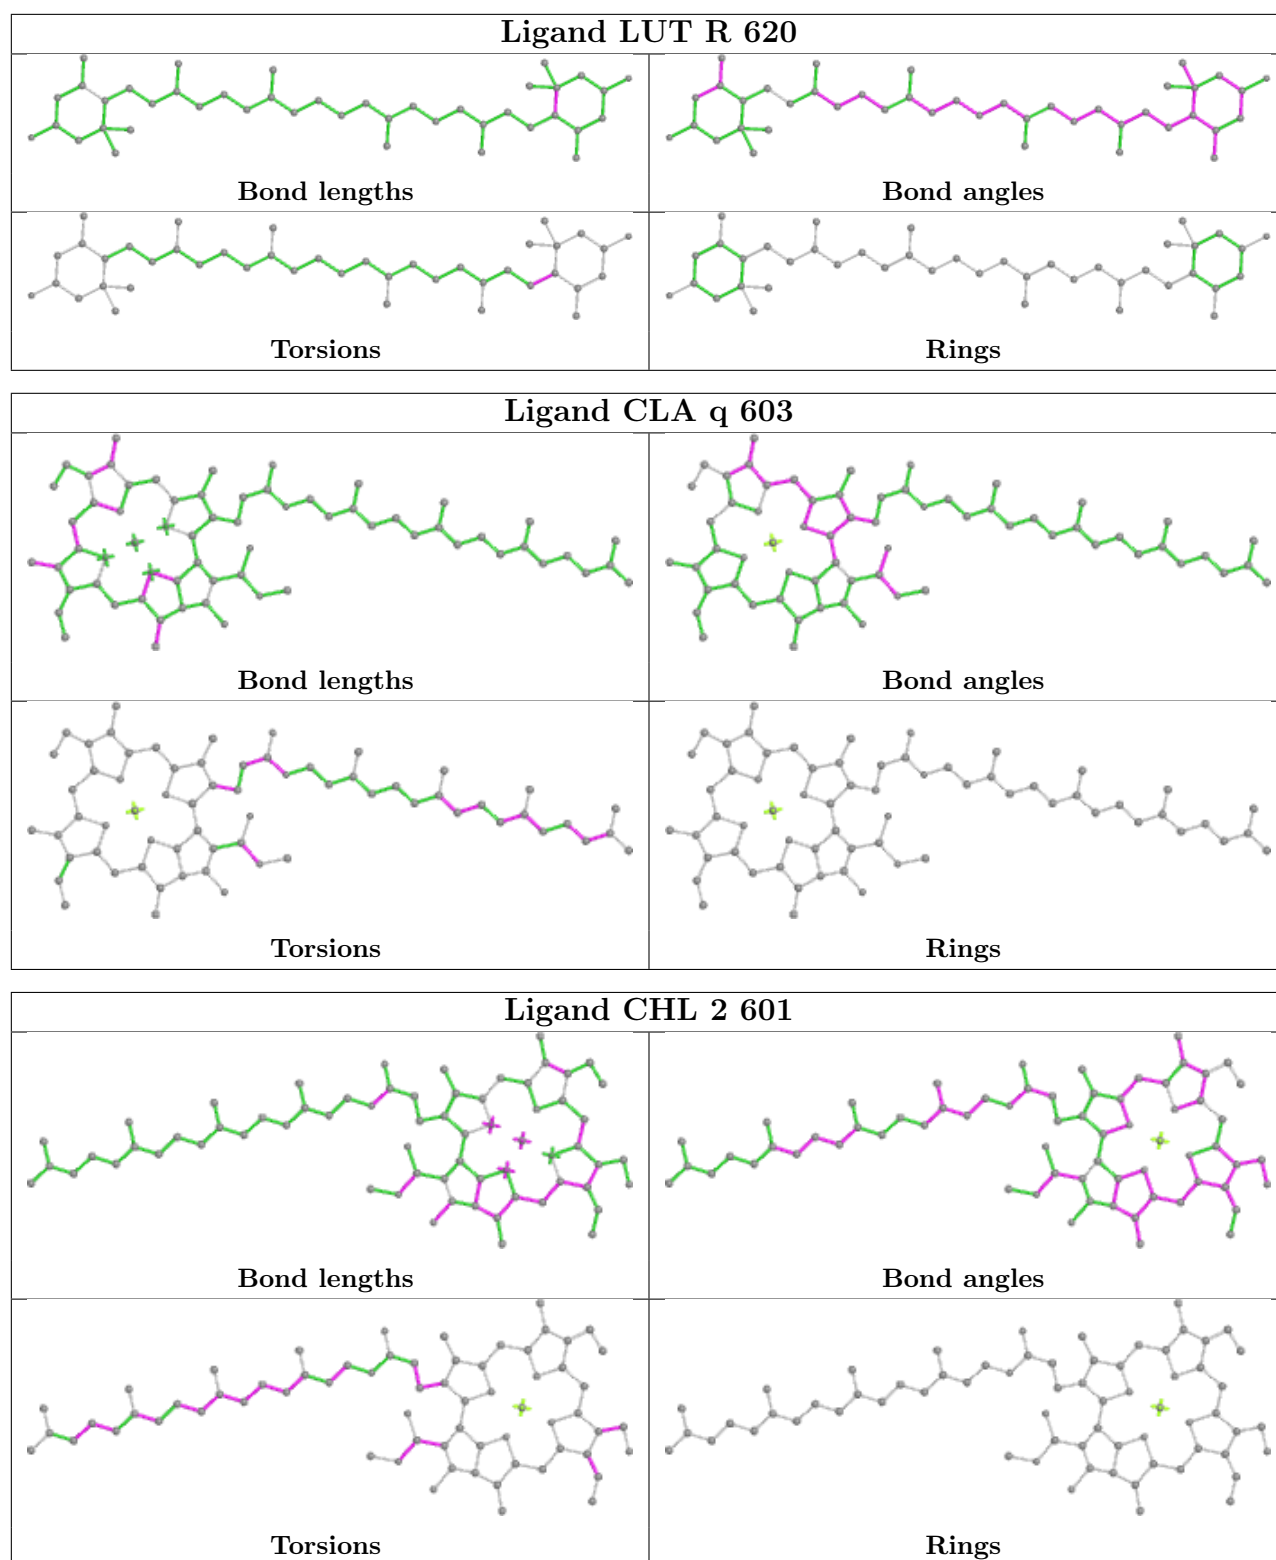 Ligand LUT R 620
Bond lengths
Bond angles
Torsions
Rings
Ligand CLA q 603
Bond lengths
Bond angles
Torsions
Rings
Ligand CHL 2 601
Bond lengths
Bond angles
Torsions
Rings